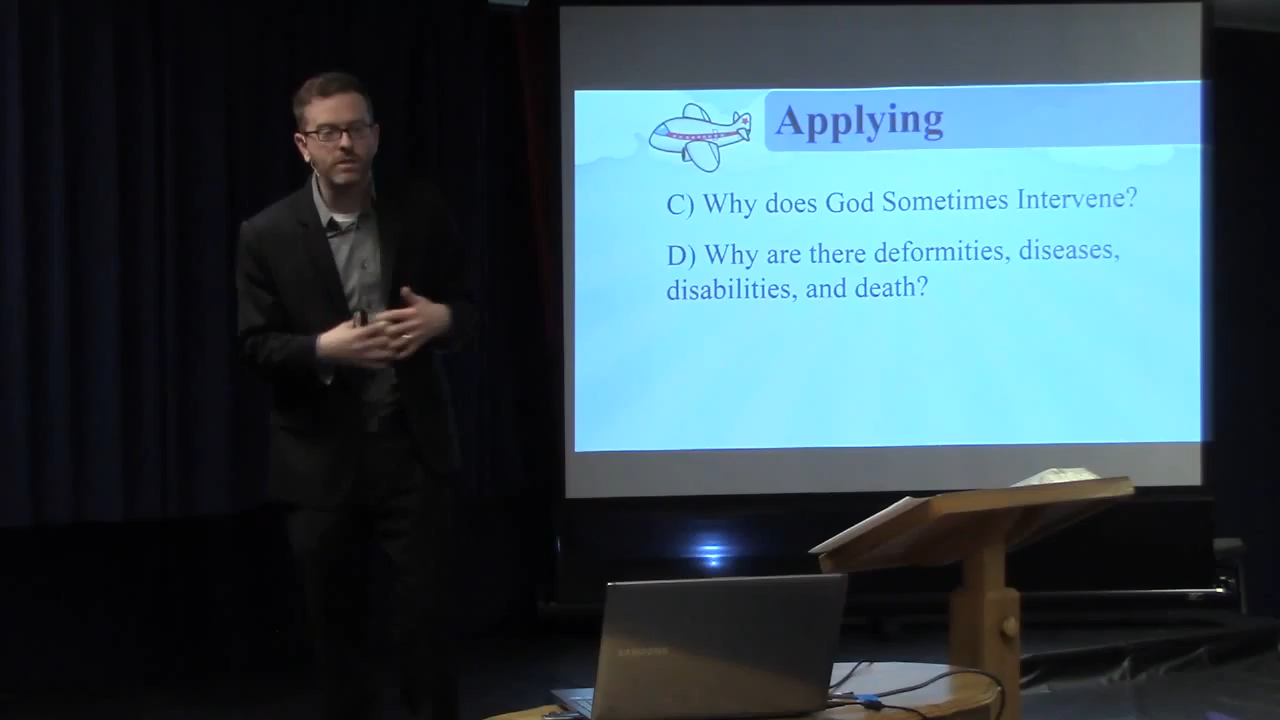 Applying
C) Why does God Sometimes Intervene?
D) Why are there deformities, diseases,
disabilities, and death?
SAMSUNG